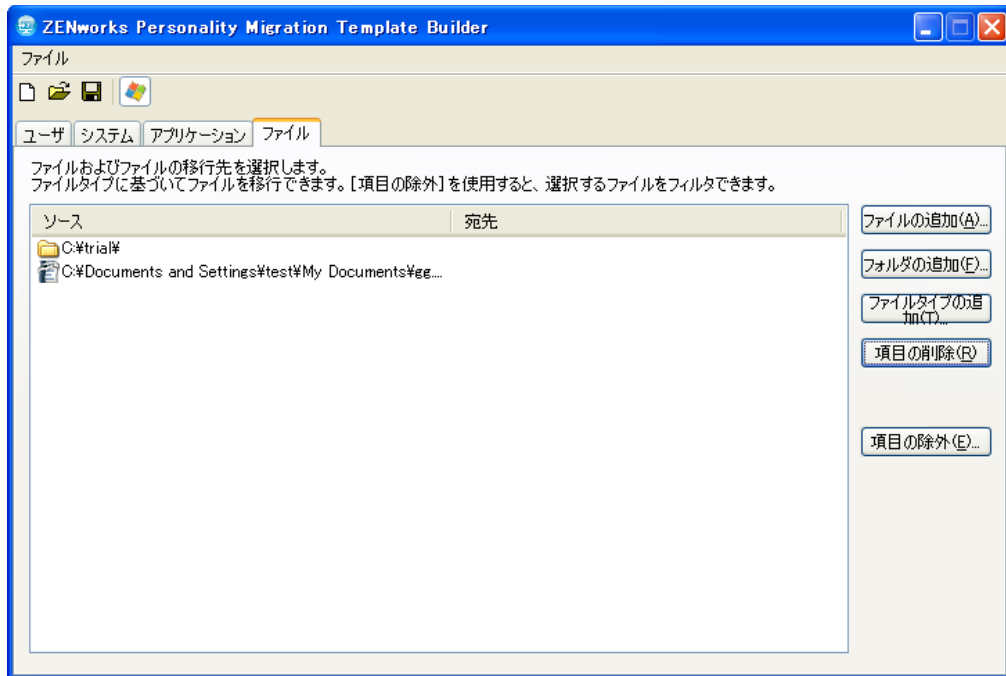 ZENworks Personality Migration Template Builder
ファイル
ユーザ システム アプリケーション ファイル
ファイルおよびファイルの移行先を選択します。
ファイルタイプに基づいてファイルを移行できます。[項目の除外]を使用すると、選択するファイルをフィルタできます。
ソース 宛先
C:¥trial¥
C:¥Documents and Settings¥test¥My Documents¥gg....
ファイルの追加(A)...
フォルダの追加(F)...
ファイルタイプの追
加(T)...
項目の削除(R)
項目の除外(E)...